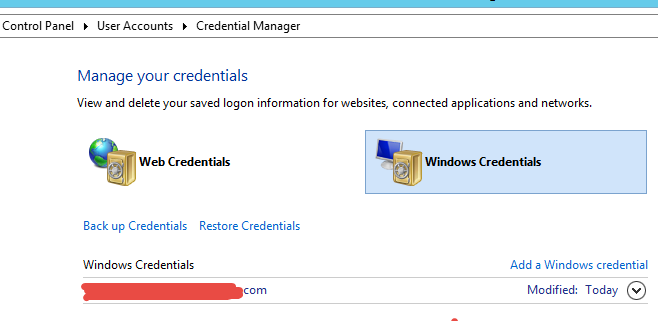 Control Panel ▸ User Accounts ▸ Credential Manager
Manage your credentials
View and delete your saved logon information for websites, connected applications and networks.
Web Credentials Windows Credentials
Back up Credentials Restore Credentials
Windows Credentials Add a Windows credential
.com Modified: Today